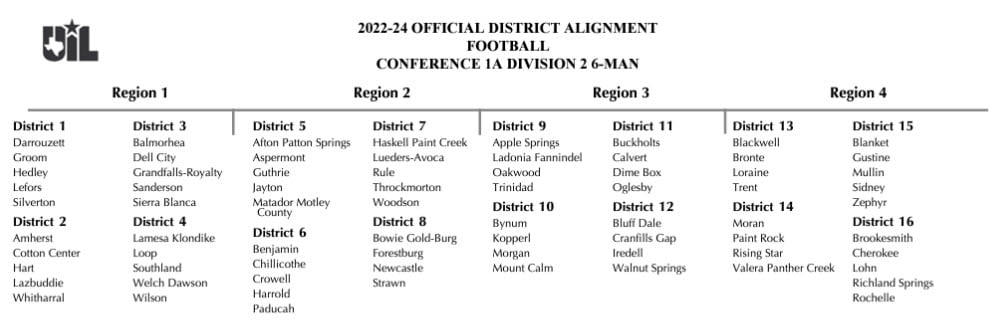 UIL
2022-24 OFFICIAL DISTRICT ALIGNMENT
FOOTBALL
CONFERENCE 1A DIVISION 2 6-MAN
Region 1
Region 2
Region 3
Region 4
District 1
Darrouzett
Groom
Hedley
Lefors
Silverton
District 2
Amherst
Cotton Center
Hart
Lazbuddie
Whitharral
District 3
Balmorhea
Dell City
Grandfalls-Royalty
Sanderson
Sierra Blanca
District 4
Lamesa Klondike
Loop
Southland
Welch Dawson
Wilson
District 5
Afton Patton Springs
Aspermont
Guthrie
Jayton
Matador Motley
County
District 6
Benjamin
Chillicothe
Crowell
Harrold
Paducah
District 7
Haskell Paint Creek
Lueders-Avoca
Rule
Throckmorton
Woodson
District 8
Bowie Gold-Burg
Forestburg
Newcastle
Strawn
District 9
Apple Springs
Ladonia Fannindel
Oakwood
Trinidad
District 10
Bynum
Kopperl
Morgan
Mount Calm
District 11
Buckholts
Calvert
Dime Box
Oglesby
District 12
Bluff Dale
Cranfills Gap
Iredell
Walnut Springs
District 13
Blackwell
Bronte
Loraine
Trent
District 14
Moran
Paint Rock
Rising Star
Valera Panther Creek
District 15
Blanket
Gustine
Mullin
Sidney
Zephyr
District 16
Brookesmith
Cherokee
Lohn
Richland Springs
Rochelle